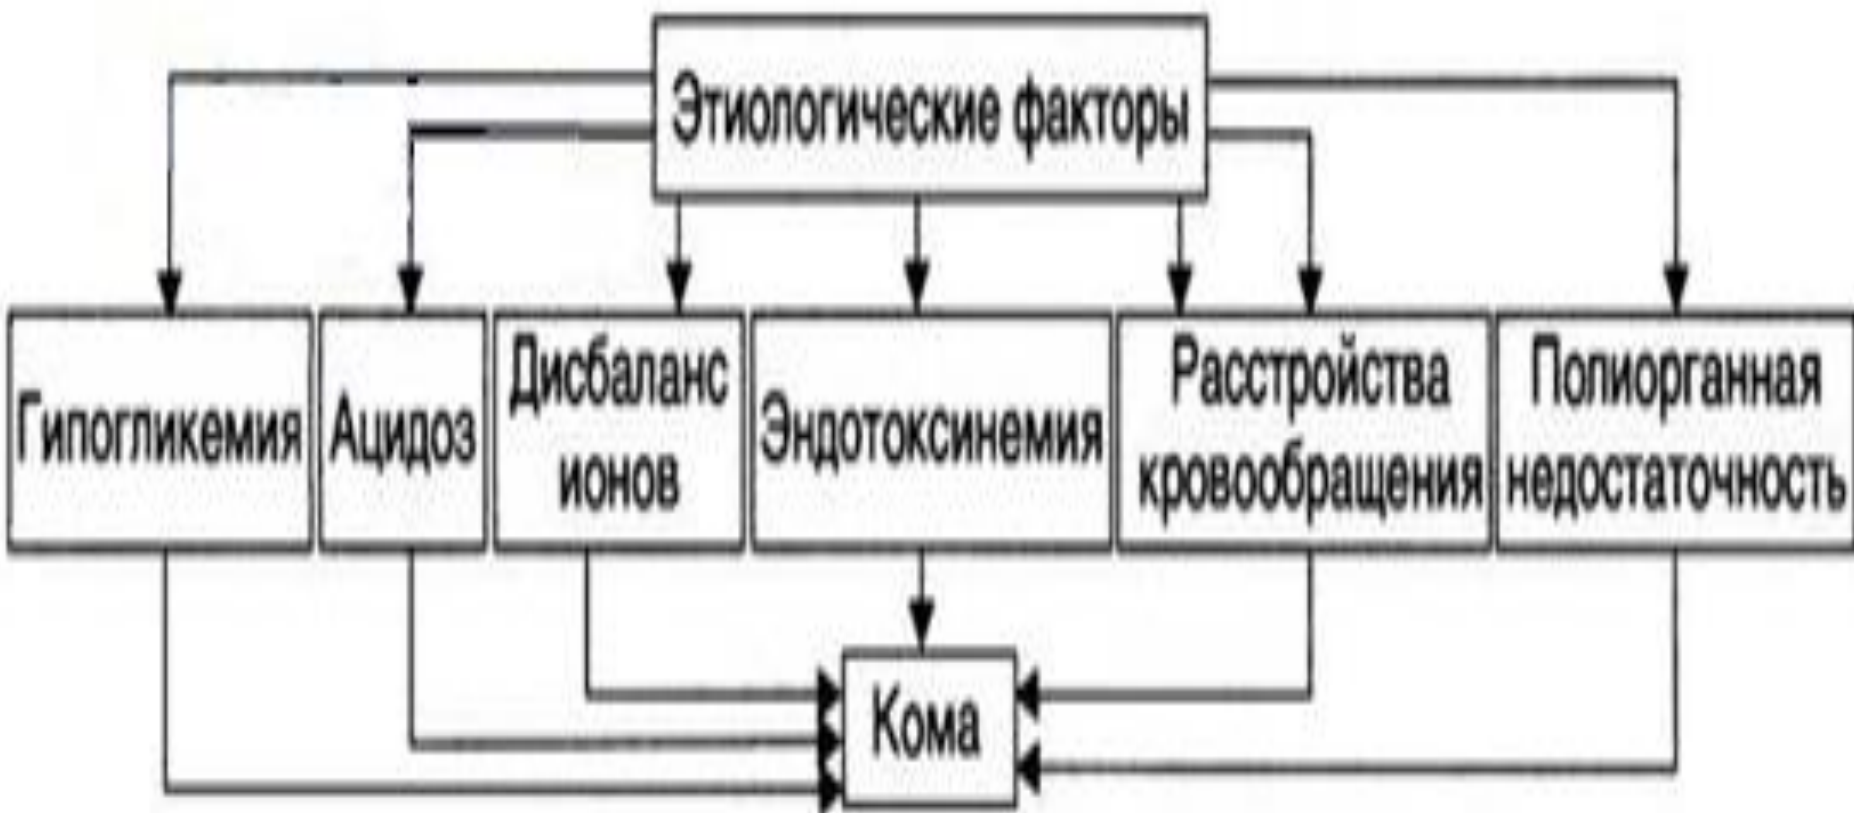 Этиологические факторы
Гипогликемия
Ацидоз
Дисбаланс
ионов
Эндотоксинемия
Расстройства
кровообращения
Полиорганная
недостаточность
Кома